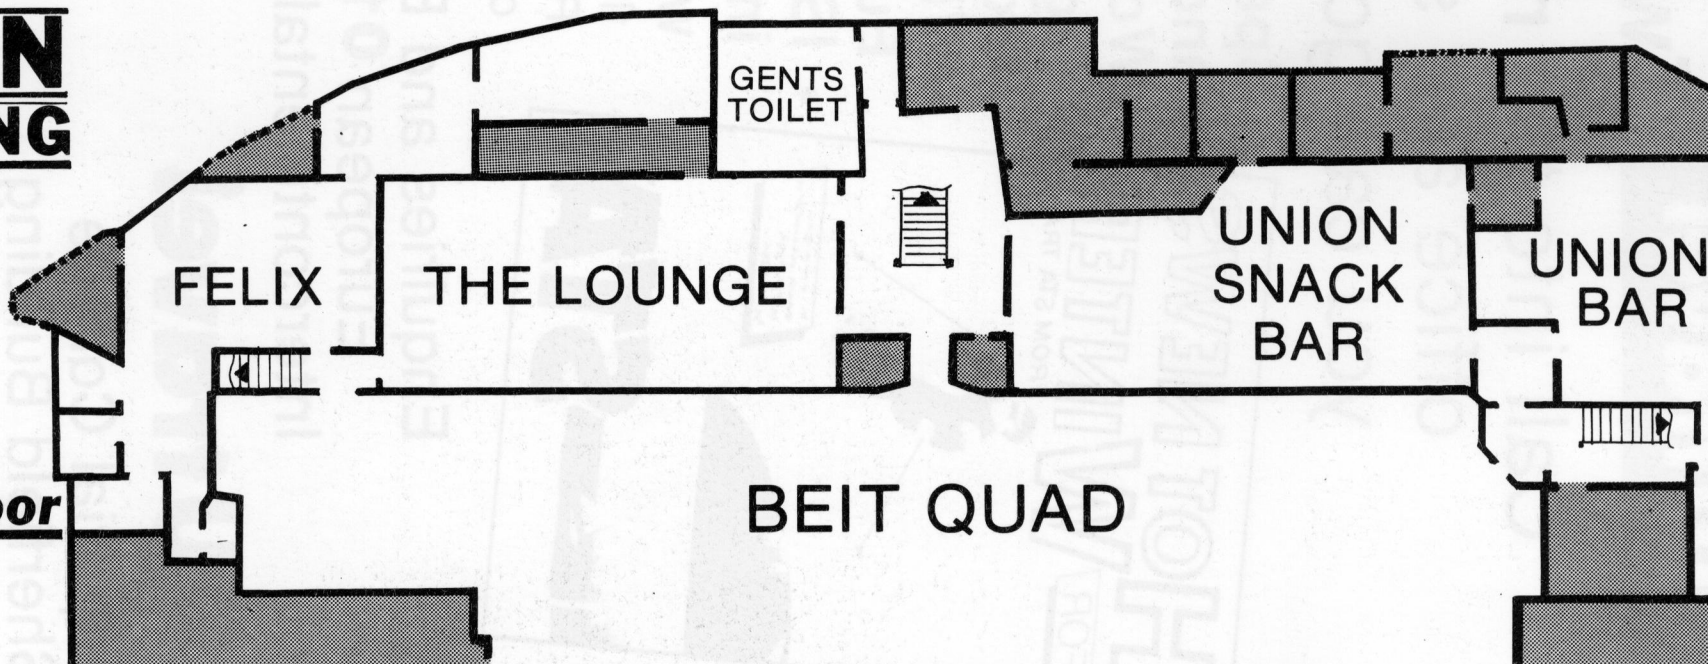 N
NG
GENTS
TOILET
FELIX
THE LOUNGE
UNION
SNACK
BAR
UNION
BAR
BEIT QUAD
oor